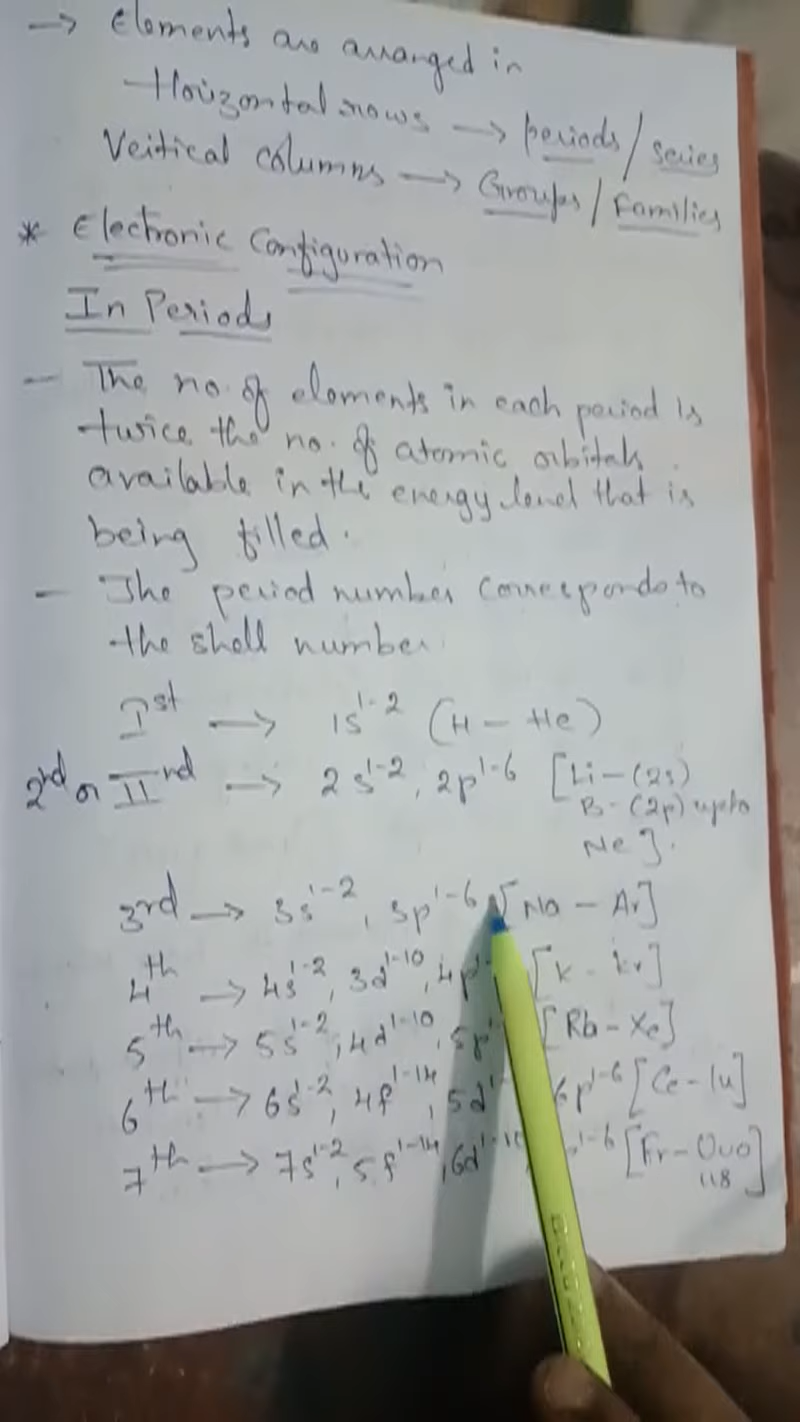 → Elements are arranged in
Horizontal rows → periods/series
Vertical columns → Groups/Families
* Electronic Configuration
In Periods
- The no. of elements in each period is
twice the no. of atomic orbitals
available in the energy level that is
being filled.
- The period number corresponds to
the shell number.
Ist → 1s¹⁻² (H - He)
2nd or IInd → 2s¹⁻², 2p¹⁻⁶ [Li-(2s)
B-(2p) upto
Ne].
3rd → 3s¹⁻², 3p¹⁻⁶ [Na - Ar]
4th → 4s¹⁻², 3d¹⁻¹⁰, 4p [K - Kr]
5th → 5s¹⁻², 4d¹⁻¹⁰, 5p [Rb - Xe]
6th → 6s¹⁻², 4f¹⁻¹⁴, 5d 6p¹⁻⁶ [Ce - lu]
7th → 7s¹⁻², 5f¹⁻¹⁴, 6d¹⁻¹⁰ ¹⁻⁶ [Fr - Ouo]
118